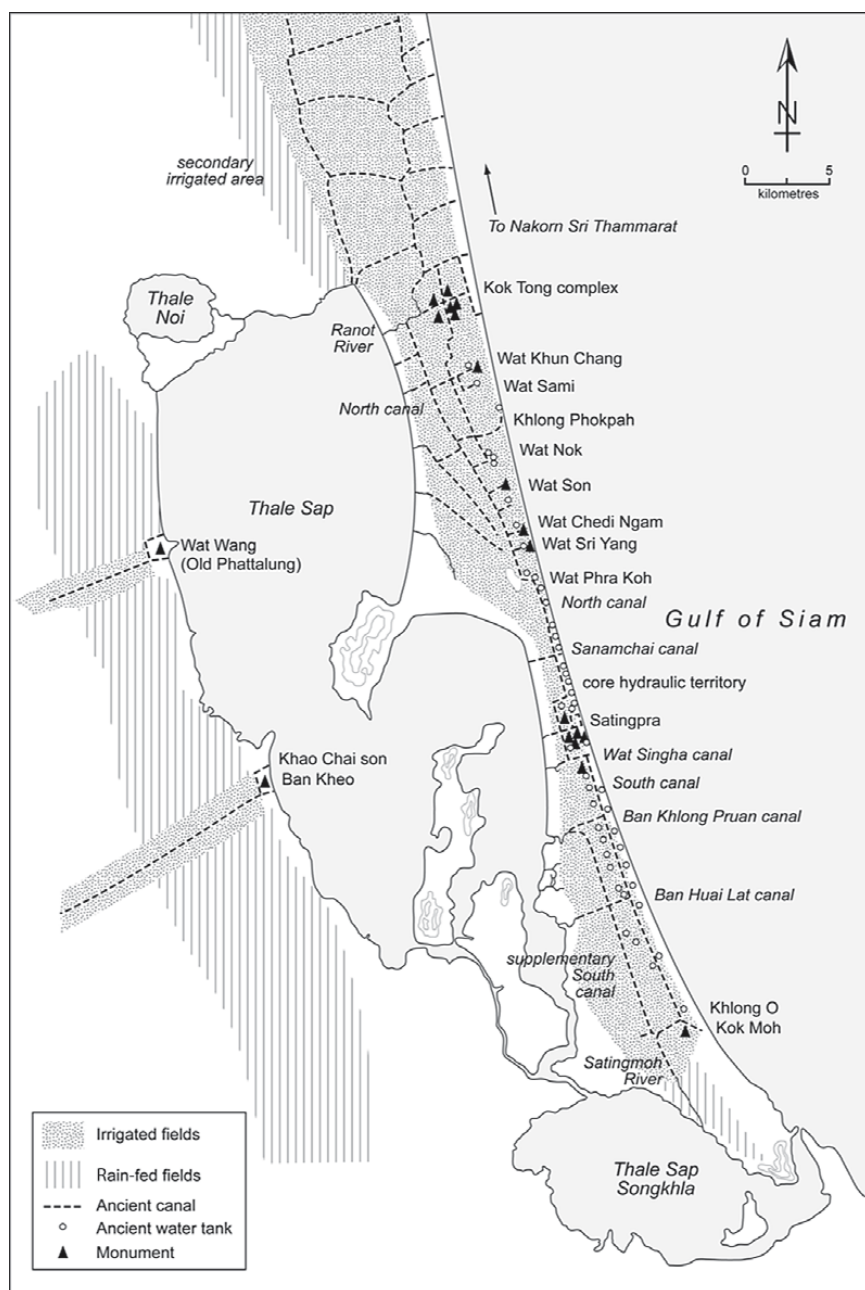 N
0
5
kilometres
secondary
irrigated area
To Nakorn Sri Thammarat
Thale
Noi
Kok Tong complex
Ranot
River
Wat Khun Chang
Wat Sami
North canal
Khlong Phokpah
Wat Nok
Wat Son
Thale Sap
Wat Chedi Ngam
Wat Sri Yang
Wat Wang
(Old Phattalung)
Wat Phra Koh
North canal
Gulf of Siam
Sanamchai canal
core hydraulic territory
Satingpra
Wat Singha canal
Khao Chai son
Ban Kheo
South canal
Ban Khlong Pruan canal
Ban Huai Lat canal
supplementary
South
canal
Khlong O
Kok Moh
Satingmoh
River
Thale Sap
Songkhla
Irrigated fields
Rain-fed fields
Ancient canal
Ancient water tank
Monument